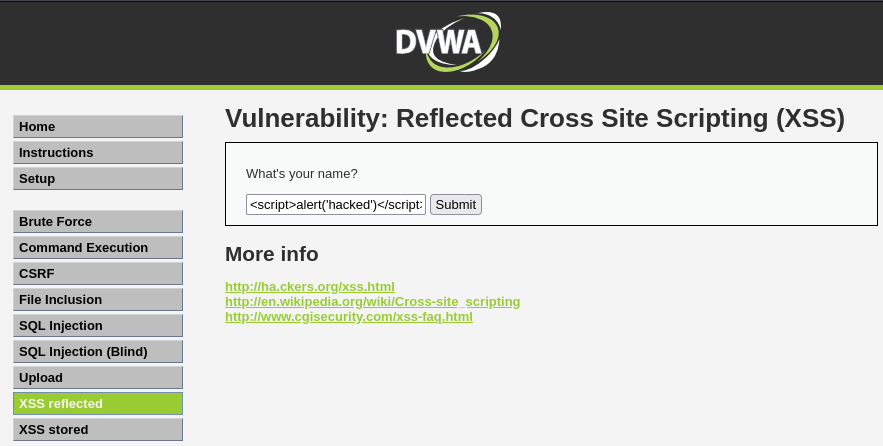 DVWA
Home
Instructions
Setup
Brute Force
Command Execution
CSRF
File Inclusion
SQL Injection
SQL Injection (Blind)
Upload
XSS reflected
XSS stored
Vulnerability: Reflected Cross Site Scripting (XSS)
What's your name?
<script>alert('hacked')</script> Submit
More info
http://ha.ckers.org/xss.html
http://en.wikipedia.org/wiki/Cross-site_scripting
http://www.cgisecurity.com/xss-faq.html